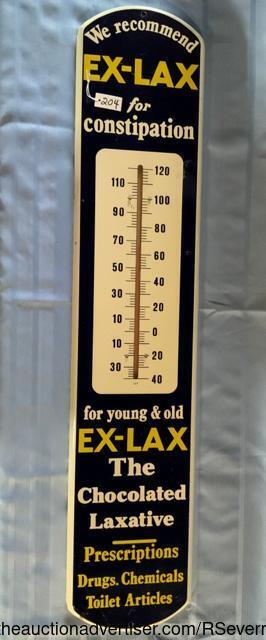 We recommend
EX-LAX
204
for
constipation
120
110
100
90
80
70
60
50
40
30
20
10
0
10
20
30
40
for young & old
EX-LAX
The
Chocolated
Laxative
Prescriptions
Drugs. Chemicals
Toilet Articles
theauctionadvertiser.com/RSevern